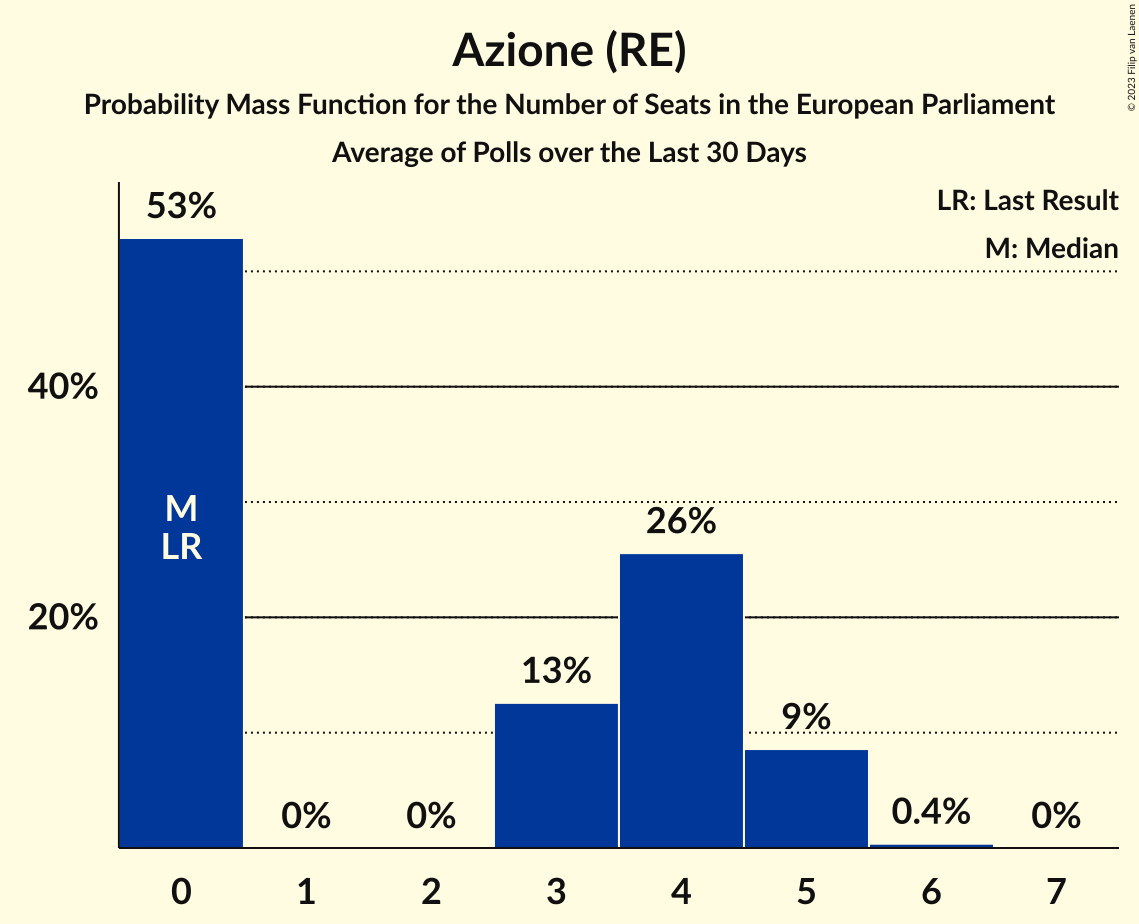 Azione (RE)
Probability Mass Function for the Number of Seats in the European Parliament
Average of Polls over the Last 30 Days
© 2023 Filip van Laenen
LR: Last Result
M: Median
53%
40%
20%
M
LR
0%
0%
13%
26%
9%
0.4%
0%
0
1
2
3
4
5
6
7